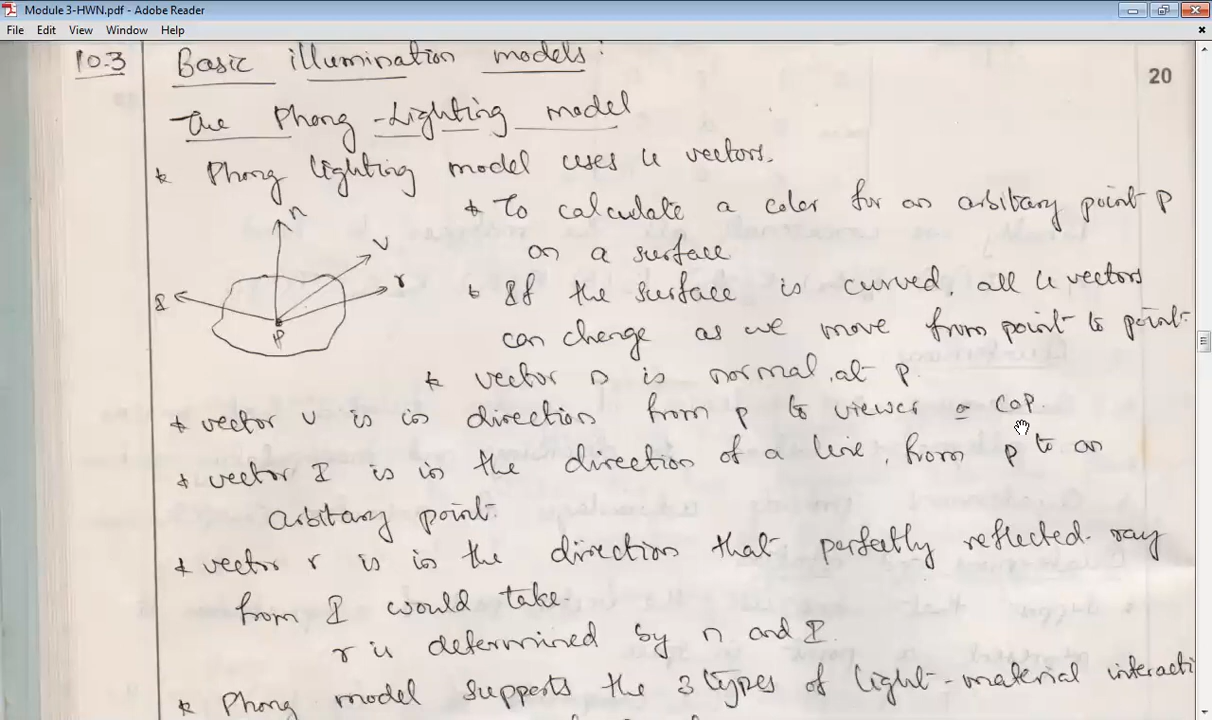 Module 3-HWN.pdf - Adobe Reader
File Edit View Window Help
10.3 Basic illumination models:
20
The Phong-Lighting model
* Phong lighting model uses 4 vectors.
n
v
r
I
P
* To calculate a color for an arbitary point P
on a surface
* If the surface is curved, all 4 vectors
can change as we move from point to point.
* vector n is normal at p.
* vector v is in direction from p to viewer or COP.
* vector I is in the direction of a line, from p to an
arbitary point.
* vector r is in the direction that perfectly reflected ray
from I would take.
r is determined by n and I.
* Phong model supports the 3 types of light-material interacti